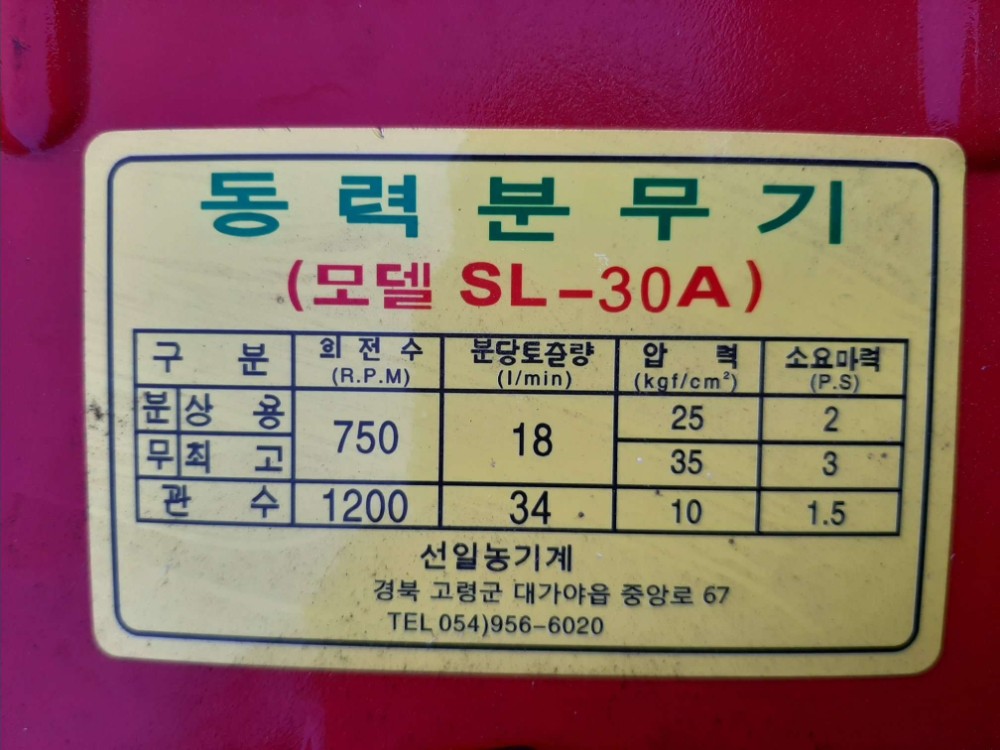 동력분무기
(모델 SL-30A)
구 분 회전수 분당토출량 압 력 소요마력
(R.P.M) (l/min) (kgf/cm²) (P.S)
분 상 용 750 18 25 2
무 최 고 35 3
관 수 1200 34 10 1.5
선일농기계
경북 고령군 대가야읍 중앙로 67
TEL 054)956-6020